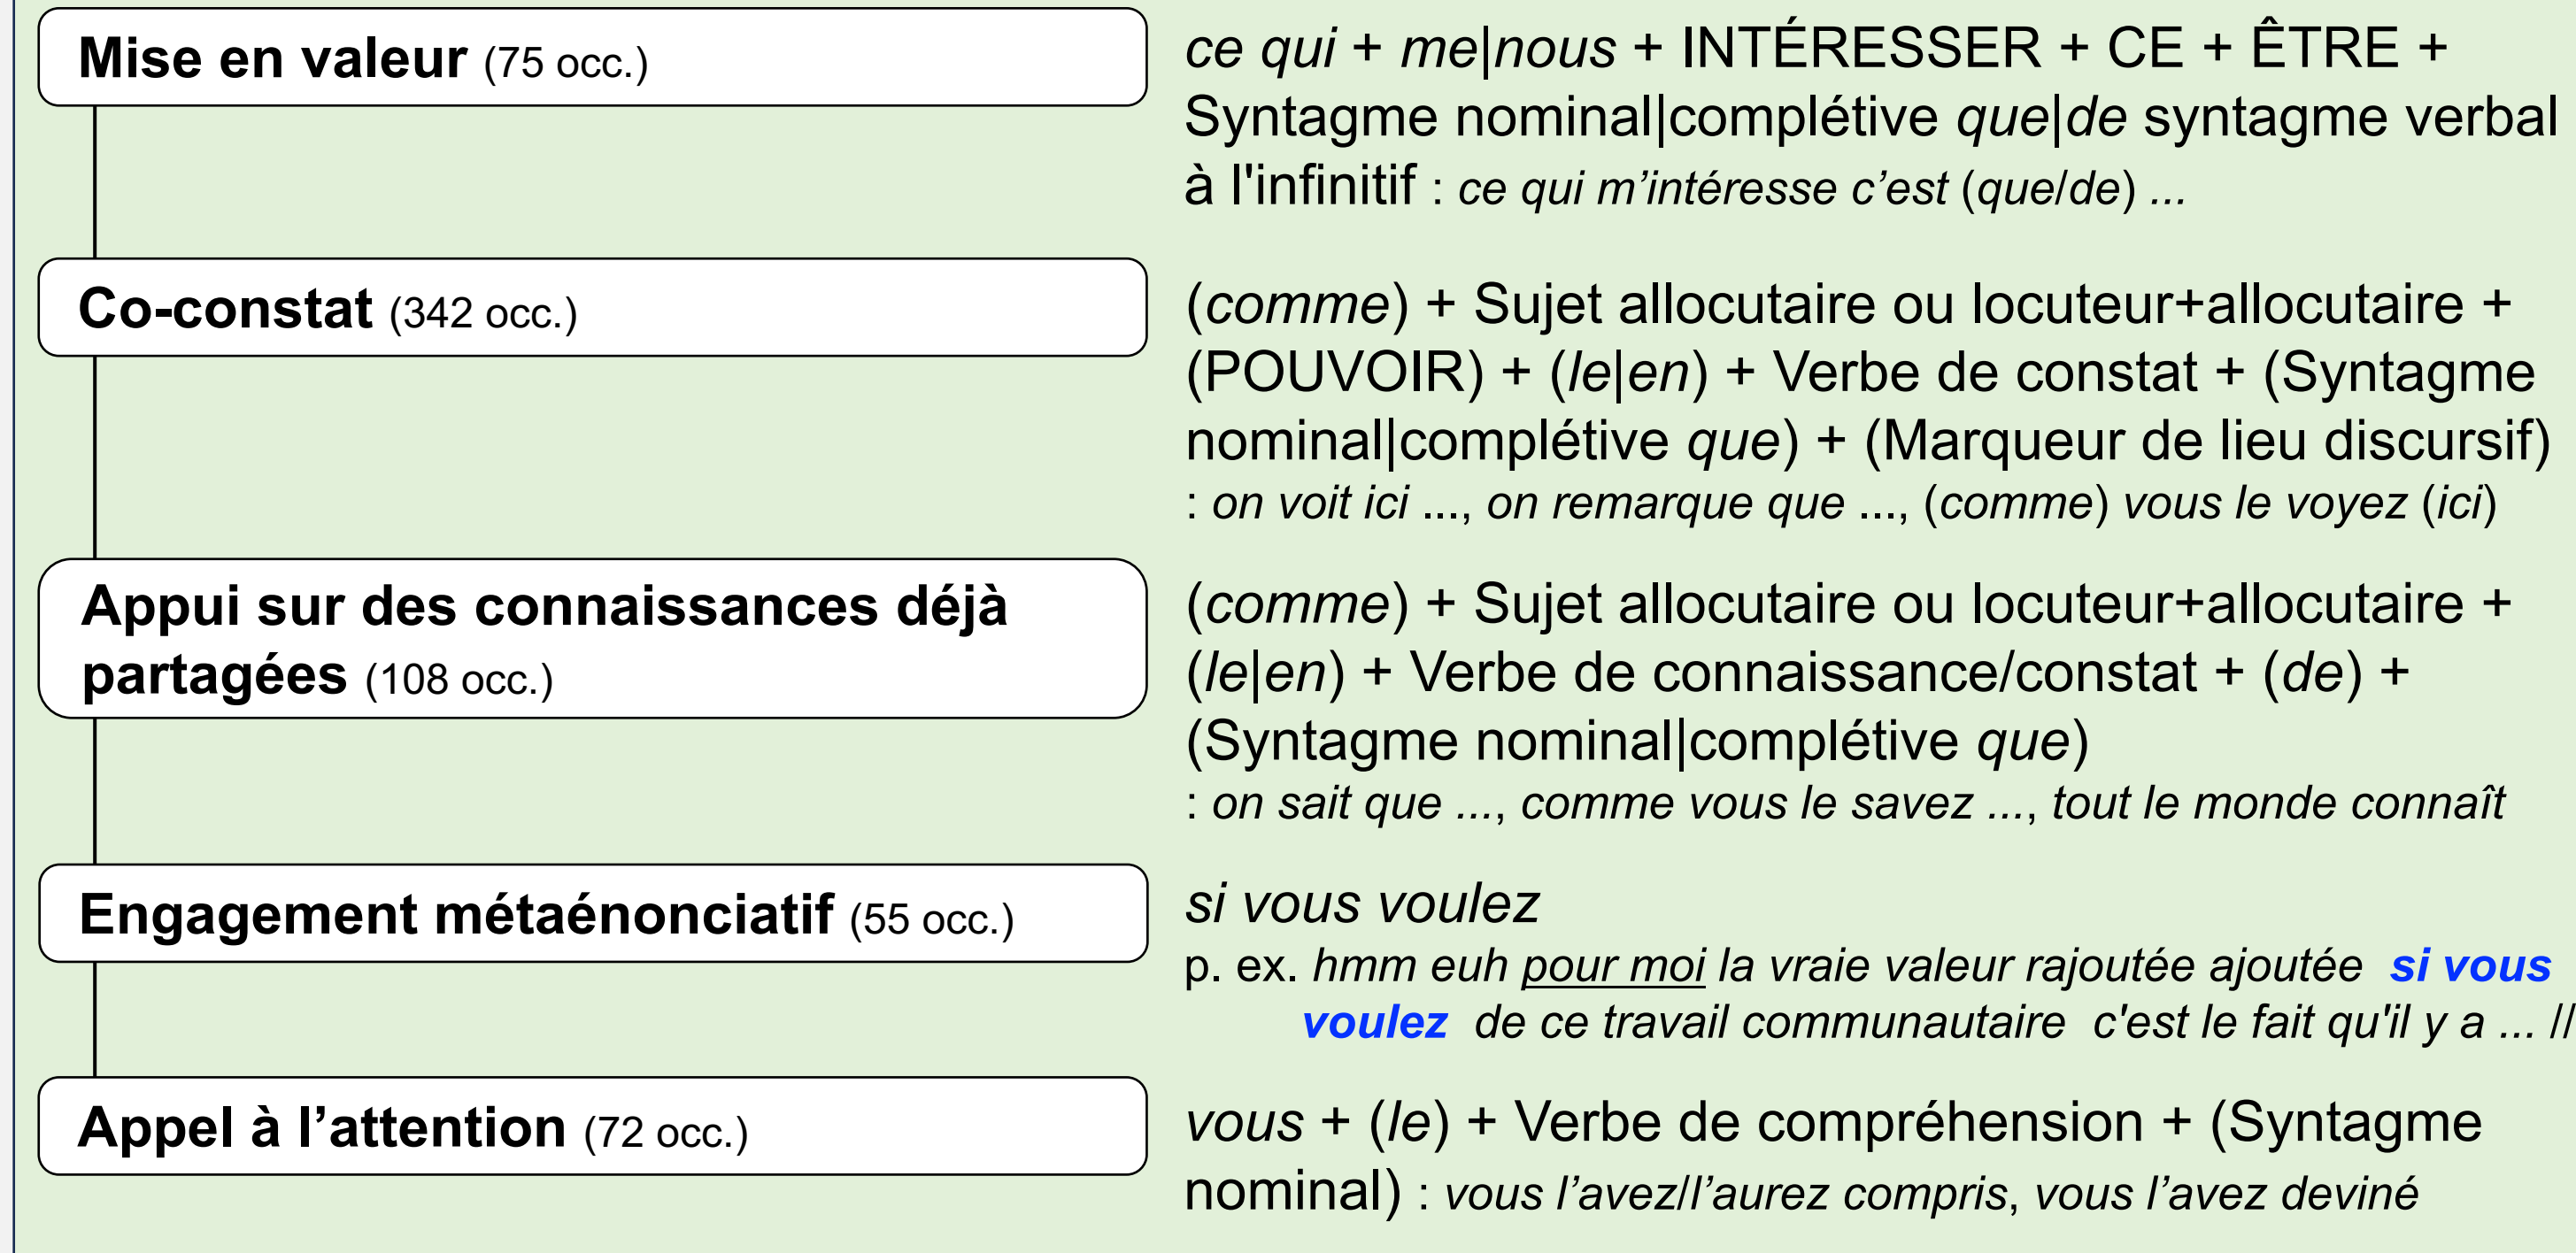 Mise en valeur (75 occ.)
ce qui + me|nous + INTÉRESSER + CE + ÊTRE +
Syntagme nominal|complétive que|de syntagme verbal
à l'infinitif : ce qui m’intéresse c’est (que/de) ...
Co-constat (342 occ.)
(comme) + Sujet allocutaire ou locuteur+allocutaire +
(POUVOIR) + (le|en) + Verbe de constat + (Syntagme
nominal|complétive que) + (Marqueur de lieu discursif)
: on voit ici ..., on remarque que ..., (comme) vous le voyez (ici)
Appui sur des connaissances déjà
partagées (108 occ.)
(comme) + Sujet allocutaire ou locuteur+allocutaire +
(le|en) + Verbe de connaissance/constat + (de) +
(Syntagme nominal|complétive que)
: on sait que ..., comme vous le savez ..., tout le monde connaît
Engagement métaénonciatif (55 occ.)
si vous voulez
p. ex. hmm euh pour moi la vraie valeur rajoutée ajoutée si vous
voulez de ce travail communautaire c'est le fait qu'il y a ... //
Appel à l’attention (72 occ.)
vous + (le) + Verbe de compréhension + (Syntagme
nominal) : vous l’avez/l’aurez compris, vous l’avez deviné